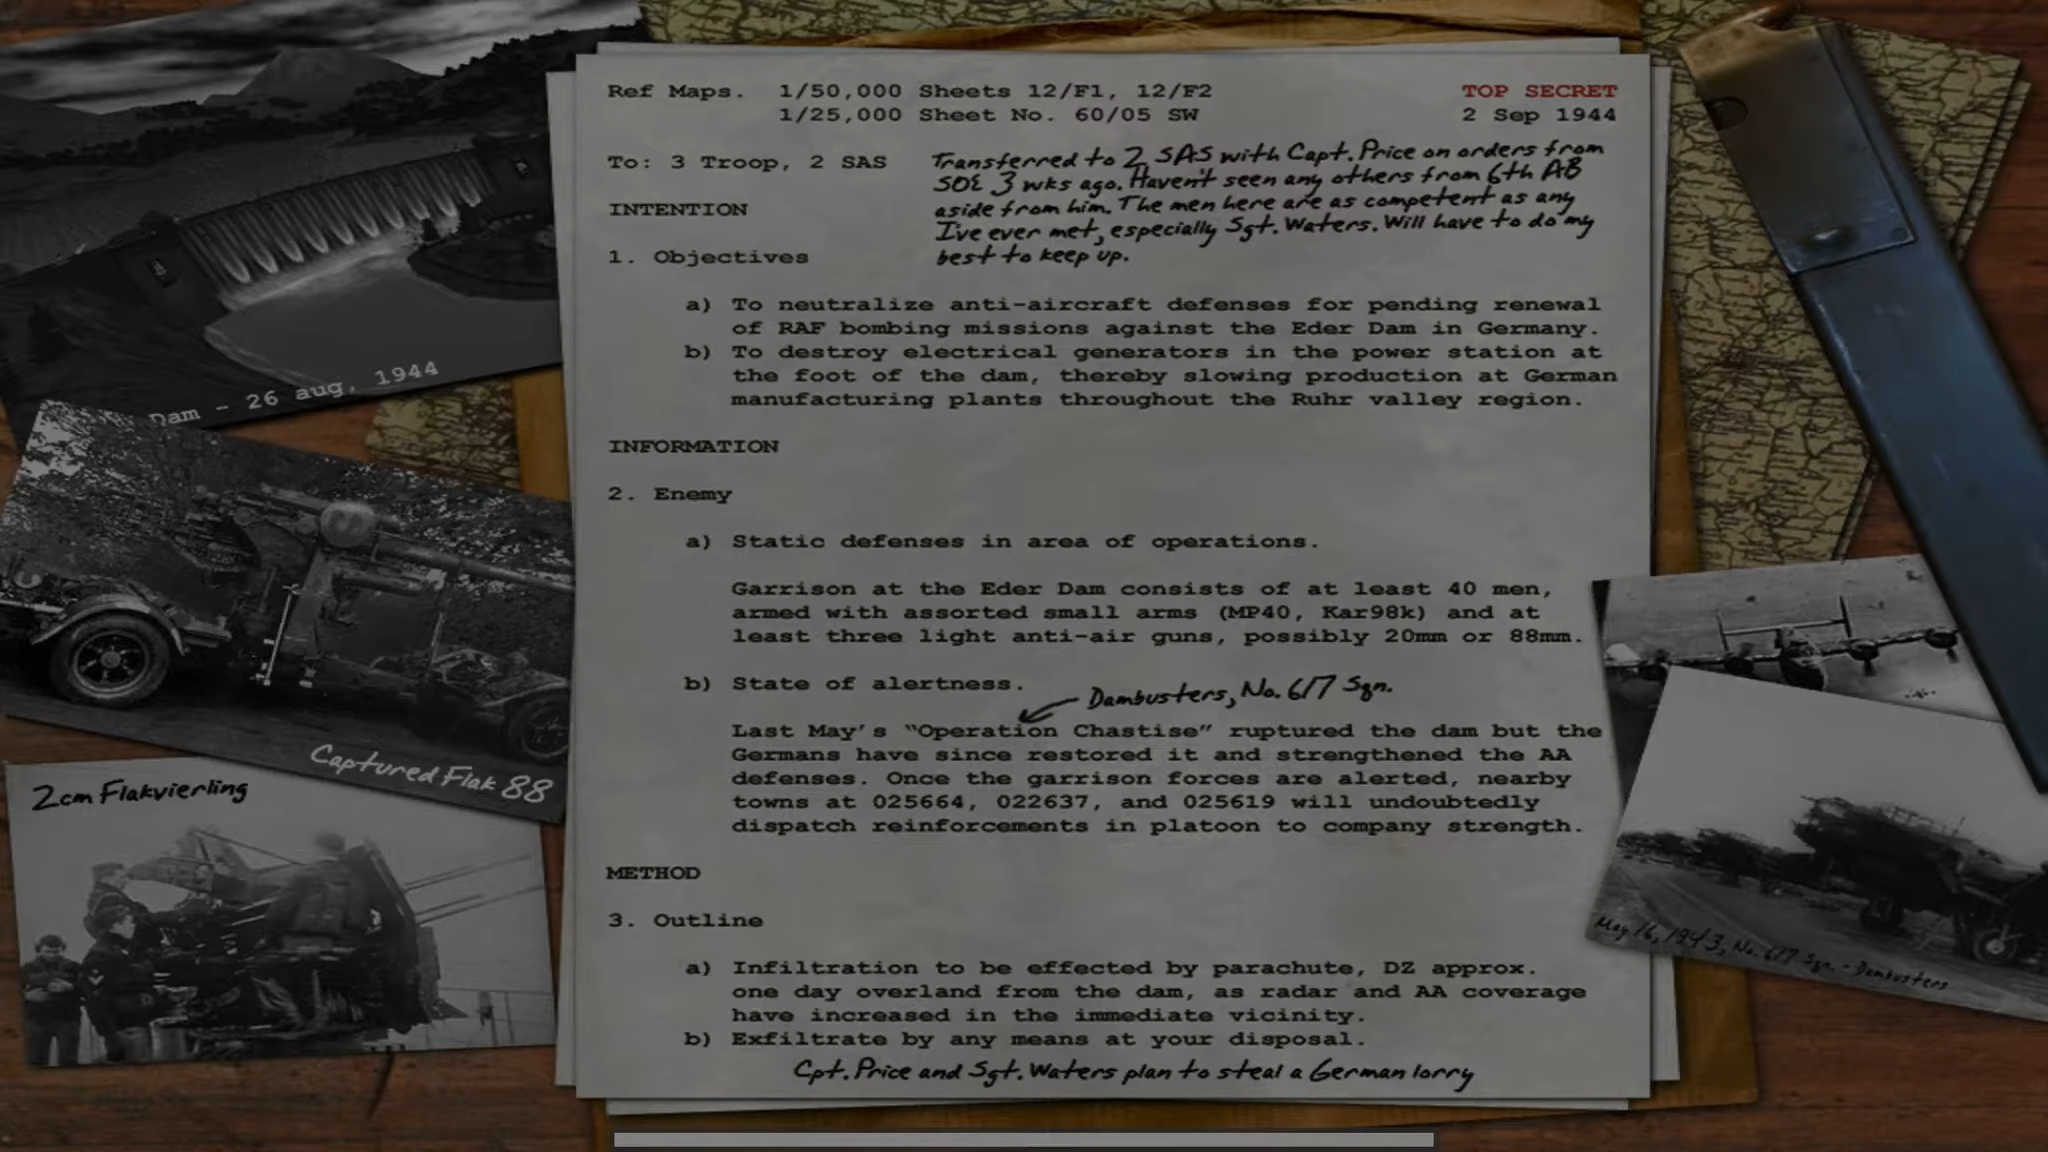 Ref Maps. 1/50,000 Sheets 12/F1, 12/F2
1/25,000 Sheet No. 60/05 SW
TOP SECRET
2 Sep 1944
To: 3 Troop, 2 SAS
Transferred to 2 SAS with Capt. Price on orders from
SOE 3 wks ago. Haven't seen any others from 6th AB
aside from him. The men here are as competent as any
I've ever met, especially Sgt. Waters. Will have to do my
best to keep up.
INTENTION
1. Objectives
a) To neutralize anti-aircraft defenses for pending renewal
of RAF bombing missions against the Eder Dam in Germany.
b) To destroy electrical generators in the power station at
the foot of the dam, thereby slowing production at German
manufacturing plants throughout the Ruhr valley region.
INFORMATION
2. Enemy
a) Static defenses in area of operations.
Garrison at the Eder Dam consists of at least 40 men,
armed with assorted small arms (MP40, Kar98k) and at
least three light anti-air guns, possibly 20mm or 88mm.
b) State of alertness.
Dambusters, No. 617 Sqn.
Last May's “Operation Chastise” ruptured the dam but the
Germans have since restored it and strengthened the AA
defenses. Once the garrison forces are alerted, nearby
towns at 025664, 022637, and 025619 will undoubtedly
dispatch reinforcements in platoon to company strength.
METHOD
3. Outline
a) Infiltration to be effected by parachute, DZ approx.
one day overland from the dam, as radar and AA coverage
have increased in the immediate vicinity.
b) Exfiltrate by any means at your disposal.
Cpt. Price and Sgt. Waters plan to steal a German lorry
Dam - 26 aug, 1944
Captured Flak 88
2cm Flakvierling
May 16, 1943, No. 617 Sqn. - Dambusters